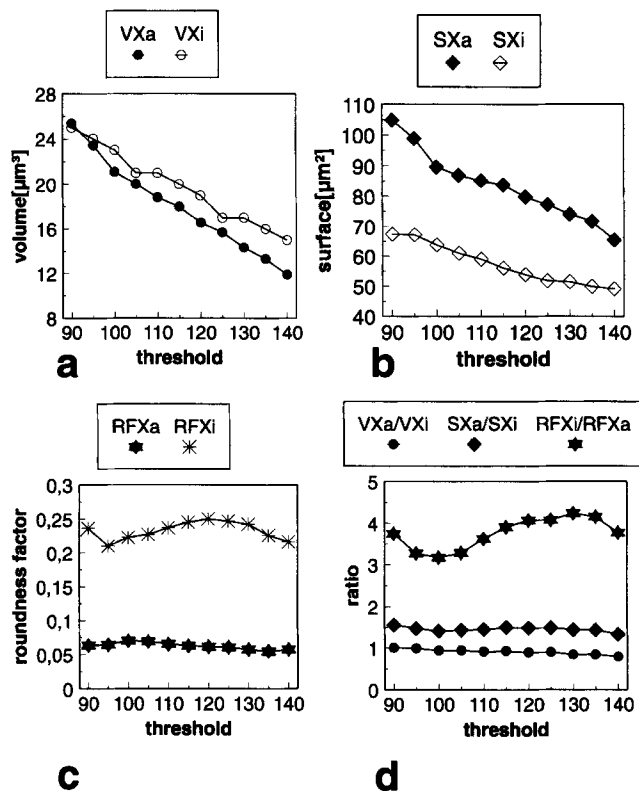 VXa VXi
volume[µm³]
28
24
20
16
12
8
90 100 110 120 130 140
threshold
a
SXa SXi
surface[µm²]
110
100
90
80
70
60
50
40
90 100 110 120 130 140
threshold
b
RFXa RFXi
roundness factor
0,3
0,25
0,2
0,15
0,1
0,05
0
90 100 110 120 130 140
threshold
c
VXa/VXi SXa/SXi RFXi/RFXa
ratio
5
4
3
2
1
0
90 100 110 120 130 140
threshold
d